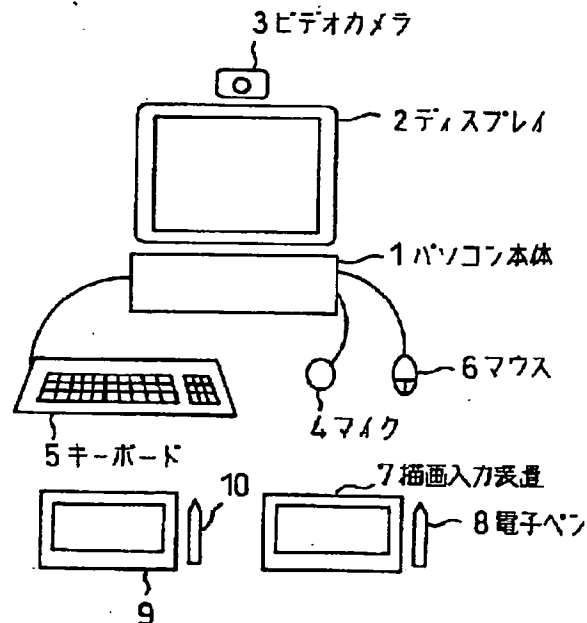 3 ビデオカメラ
2 ディスプレイ
1 パソコン本体
6 マウス
4 マイク
5 キーボード
7 描画入力装置
10
8 電子ペン
9